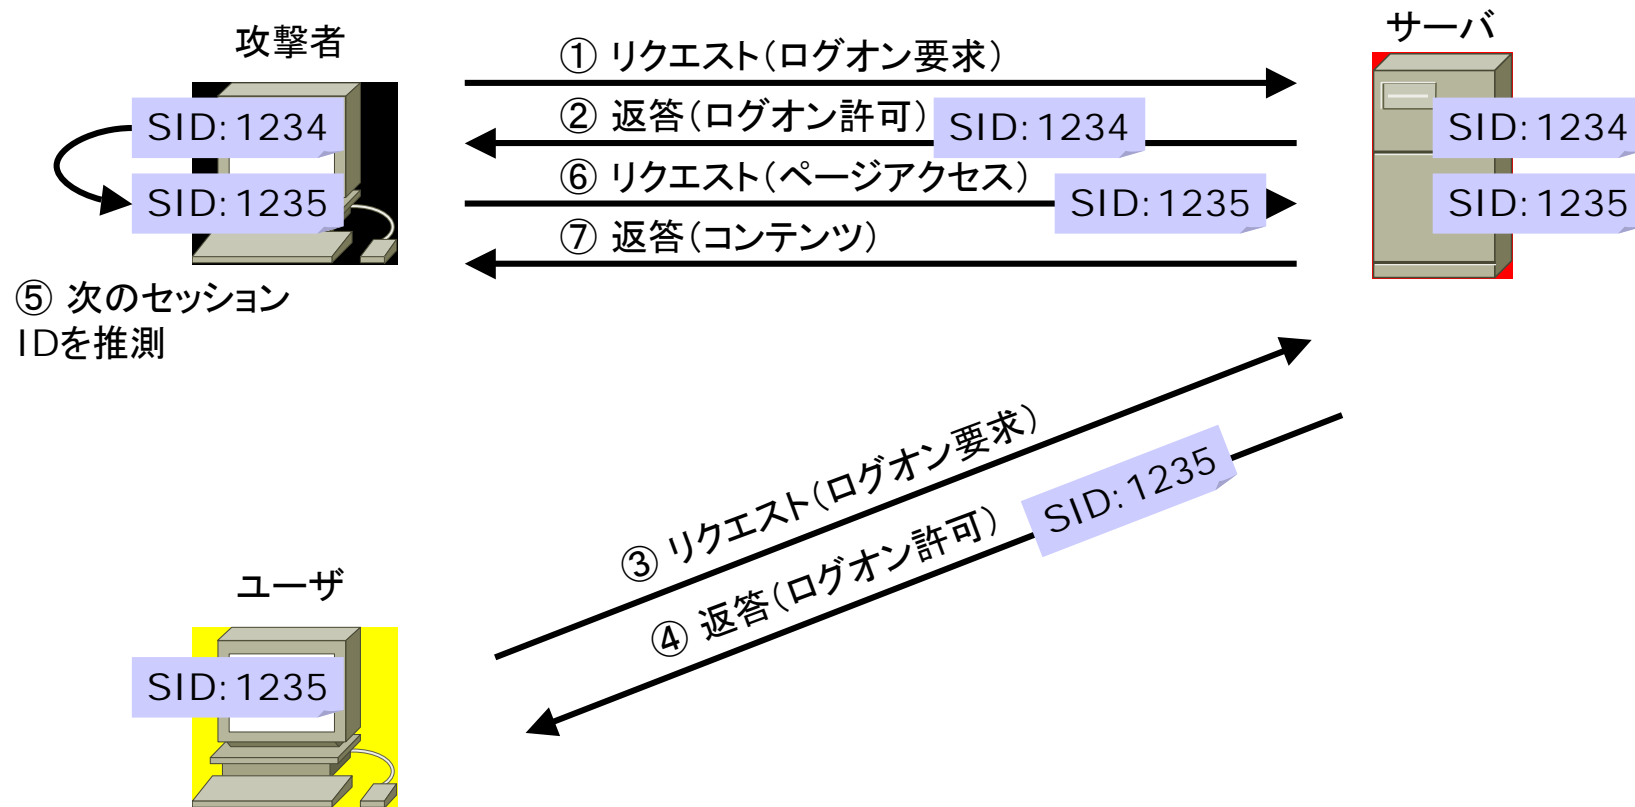 攻撃者
サーバ
① リクエスト(ログオン要求)
② 返答(ログオン許可)
SID:1234
SID:1234
SID:1234
⑥ リクエスト(ページアクセス)
SID:1235
SID:1235
SID:1235
⑦ 返答(コンテンツ)
⑤ 次のセッション
IDを推測
③ リクエスト(ログオン要求)
④ 返答(ログオン許可)
SID:1235
ユーザ
SID:1235